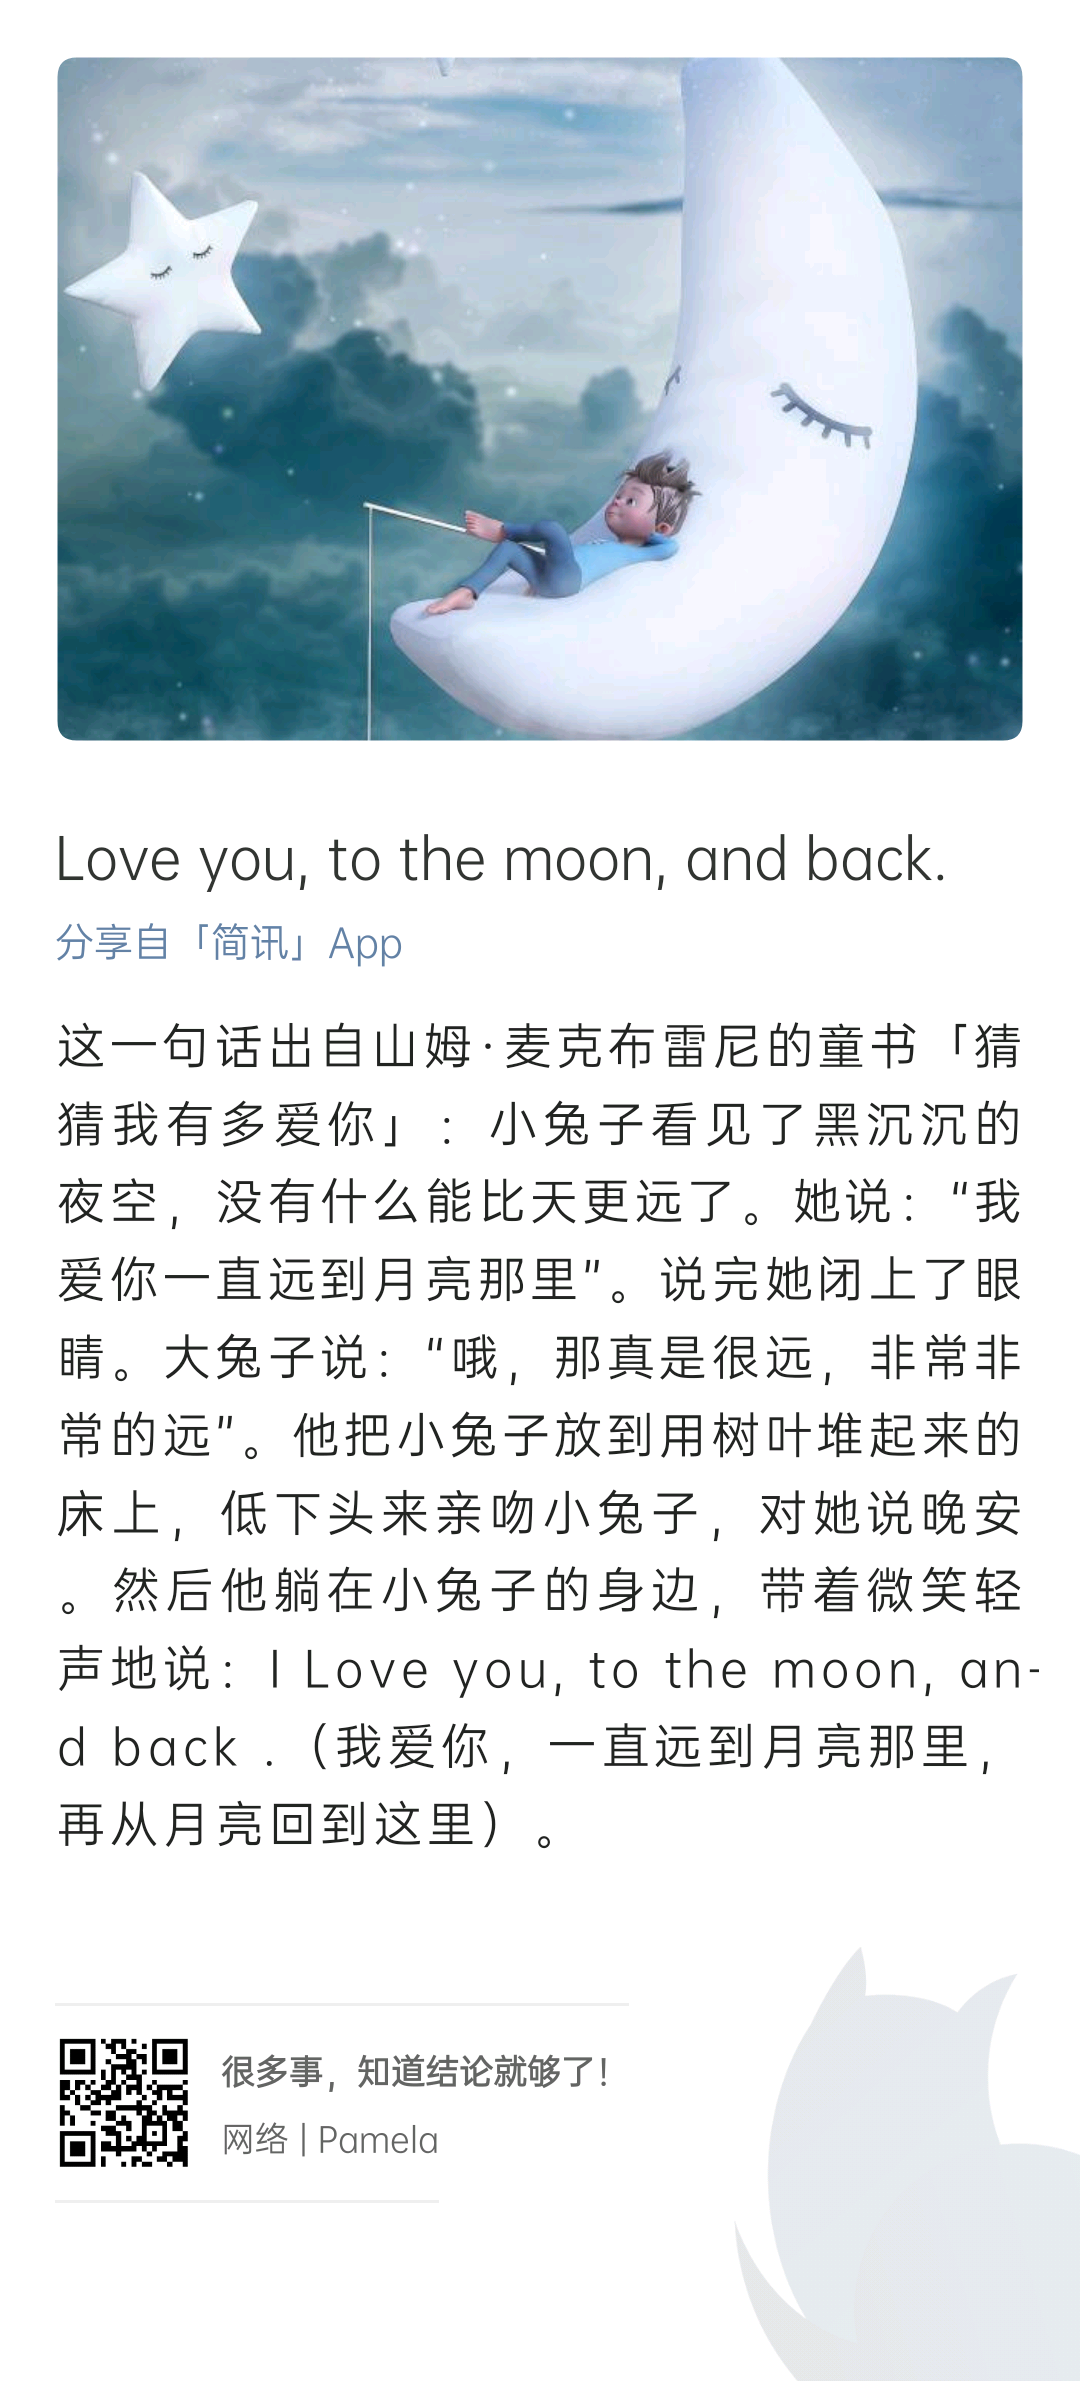 Love you, to the moon, and back.
分享自「简讯」App
这一句话出自山姆·麦克布雷尼的童书「猜
猜我有多爱你」：小兔子看见了黑沉沉的
夜空，没有什么能比天更远了。她说：“我
爱你一直远到月亮那里”。说完她闭上了眼
睛。大兔子说：“哦，那真是很远，非常非
常的远”。他把小兔子放到用树叶堆起来的
床上，低下头来亲吻小兔子，对她说晚安
。然后他躺在小兔子的身边，带着微笑轻
声地说：I Love you, to the moon, an-
d back .（我爱你，一直远到月亮那里，
再从月亮回到这里）。
很多事，知道结论就够了！
网络 | Pamela